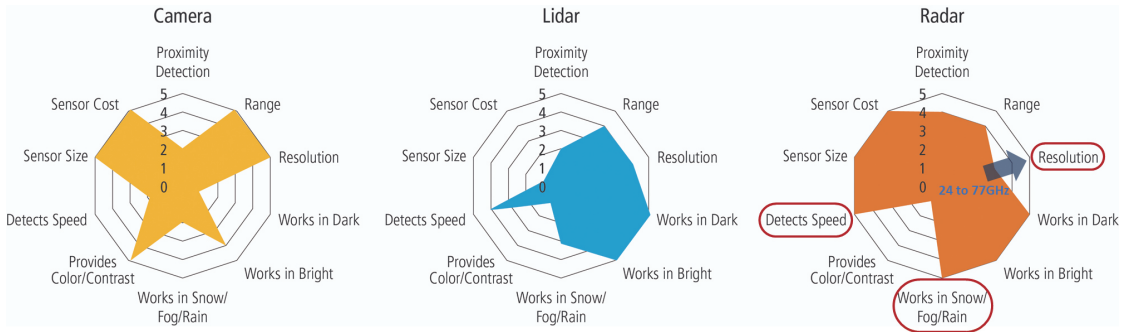 Camera
Proximity
Detection
Sensor Cost
Range
Sensor Size
Resolution
Detects Speed
Works in Dark
Provides
Color/Contrast
Works in Bright
Works in Snow/
Fog/Rain
5
4
3
2
1
0
Lidar
Proximity
Detection
Sensor Cost
Range
Sensor Size
Resolution
Detects Speed
Works in Dark
Provides
Color/Contrast
Works in Bright
Works in Snow/
Fog/Rain
5
4
3
2
1
0
Radar
Proximity
Detection
Sensor Cost
Range
Sensor Size
Resolution
24 to 77GHz
Detects Speed
Works in Dark
Provides
Color/Contrast
Works in Bright
Works in Snow/
Fog/Rain
5
4
3
2
1
0